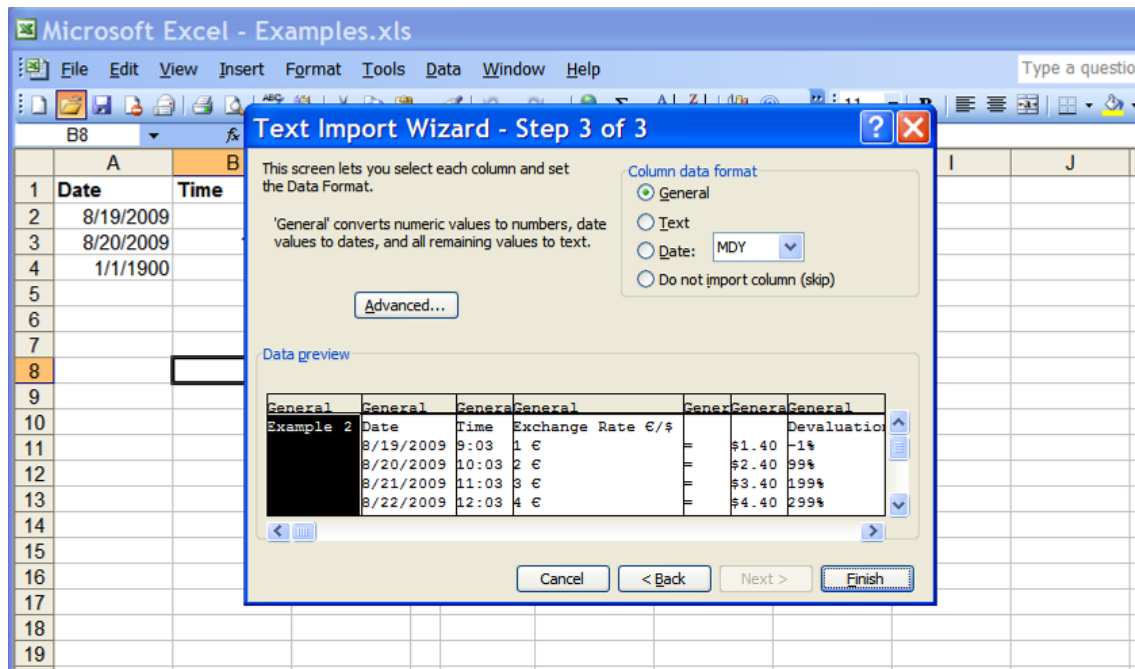 Microsoft Excel - Examples.xls
File Edit View Insert Format Tools Data Window Help
Type a questio
B8 fx
Text Import Wizard - Step 3 of 3
A B I J
1 Date Time
2 8/19/2009
3 8/20/2009
4 1/1/1900
5
6
7
8
9
10
11
12
13
14
15
16
17
18
19
This screen lets you select each column and set
the Data Format.
'General' converts numeric values to numbers, date
values to dates, and all remaining values to text.
Advanced...
Column data format
General
Text
Date: MDY
Do not import column (skip)
Data preview
General General Genera General Gener Genera General
Example 2 Date Time Exchange Rate €/$ Devaluation
8/19/2009 9:03 1 € = $1.40 -1%
8/20/2009 10:03 2 € = $2.40 99%
8/21/2009 11:03 3 € = $3.40 199%
8/22/2009 12:03 4 € = $4.40 299%
Cancel < Back Next > Finish